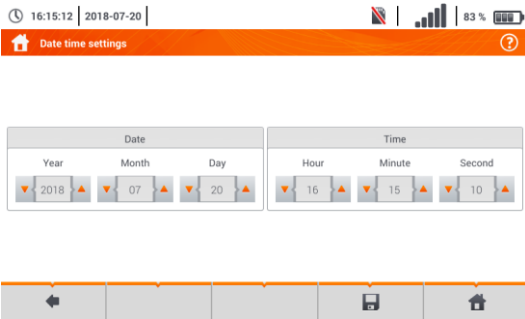 16:15:12 2018-07-20 83 %
Date time settings ?
Date Time
Year Month Day Hour Minute Second
2018 07 20 16 15 10